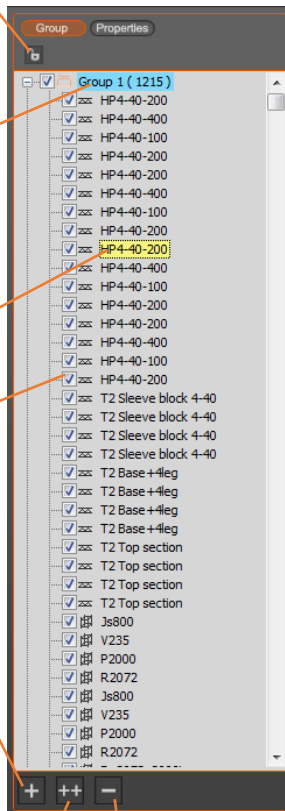 Group Properties
Group 1 ( 1215 )
HP4-40-200
HP4-40-400
HP4-40-100
HP4-40-200
HP4-40-200
HP4-40-400
HP4-40-100
HP4-40-200
HP4-40-200
HP4-40-400
HP4-40-100
HP4-40-200
HP4-40-200
HP4-40-400
HP4-40-100
HP4-40-200
T2 Sleeve block 4-40
T2 Sleeve block 4-40
T2 Sleeve block 4-40
T2 Sleeve block 4-40
T2 Base+4leg
T2 Base+4leg
T2 Base+4leg
T2 Base+4leg
T2 Top section
T2 Top section
T2 Top section
T2 Top section
Js800
V235
P2000
R2072
Js800
V235
P2000
R2072
+ ++ −